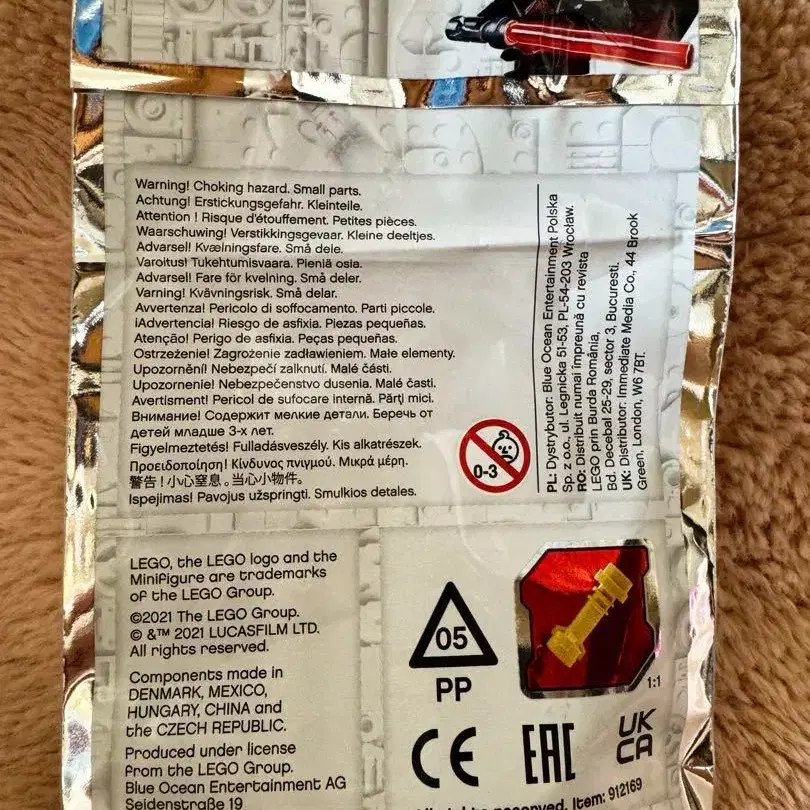 Warning! Choking hazard. Small parts.
Achtung! Erstickungsgefahr. Kleinteile.
Attention ! Risque d'étouffement. Petites pièces.
Waarschuwing! Verstikkingsgevaar. Kleine deeltjes.
Advarsel! Kvælningsfare. Små dele.
Varoitus! Tukehtumisvaara. Pieniä osia.
Advarsel! Fare för kvelning. Små deler.
Varning! Kvävningsrisk. Små delar.
Avvertenza! Pericolo di soffocamento. Parti piccole.
¡Advertencia! Riesgo de asfixia. Piezas pequeñas.
Atenção! Perigo de asfixia. Peças pequenas.
Ostrzeżenie! Zagrożenie zadławieniem. Małe elementy.
Upozornění! Nebezpečí zalknutí. Malé části.
Upozornenie! Nebezpečenstvo dusenia. Malé časti.
Avertisment! Pericol de sufocare internă. Părţi mici.
Внимание! Содержит мелкие детали. Беречь от
детей младше 3-х лет.
Figyelmeztetés! Fulladásveszély. Kis alkatrészek.
Προειδοποίηση! Κίνδυνος πνιγμού. Μικρά μέρη.
警告!小心窒息。当心小物件。
Įspėjimas! Pavojus užspringti. Smulkios detalės.
0-3
PL: Dystrybutor: Blue Ocean Entertainment Polska
Sp. z o.o., ul. Legnicka 51-53, PL-54-203 Wrocław.
RO: Distribuit numai împreună cu revista
LEGO prin Burda România,
Bd. Decebal 25-29, sector 3, Bucuresti.
UK: Distributor: Immediate Media Co., 44 Brook
Green, London, W6 7BT.
LEGO, the LEGO logo and the
Minifigure are trademarks
of the LEGO Group.
©2021 The LEGO Group.
© &™ 2021 LUCASFILM LTD.
All rights reserved.
Components made in
DENMARK, MEXICO,
HUNGARY, CHINA and
the CZECH REPUBLIC.
Produced under license
from the LEGO Group.
Blue Ocean Entertainment AG
Seidenstraße 19
05
PP
1:1
CE
EAC
UK
CA
All rights reserved. Item: 912169